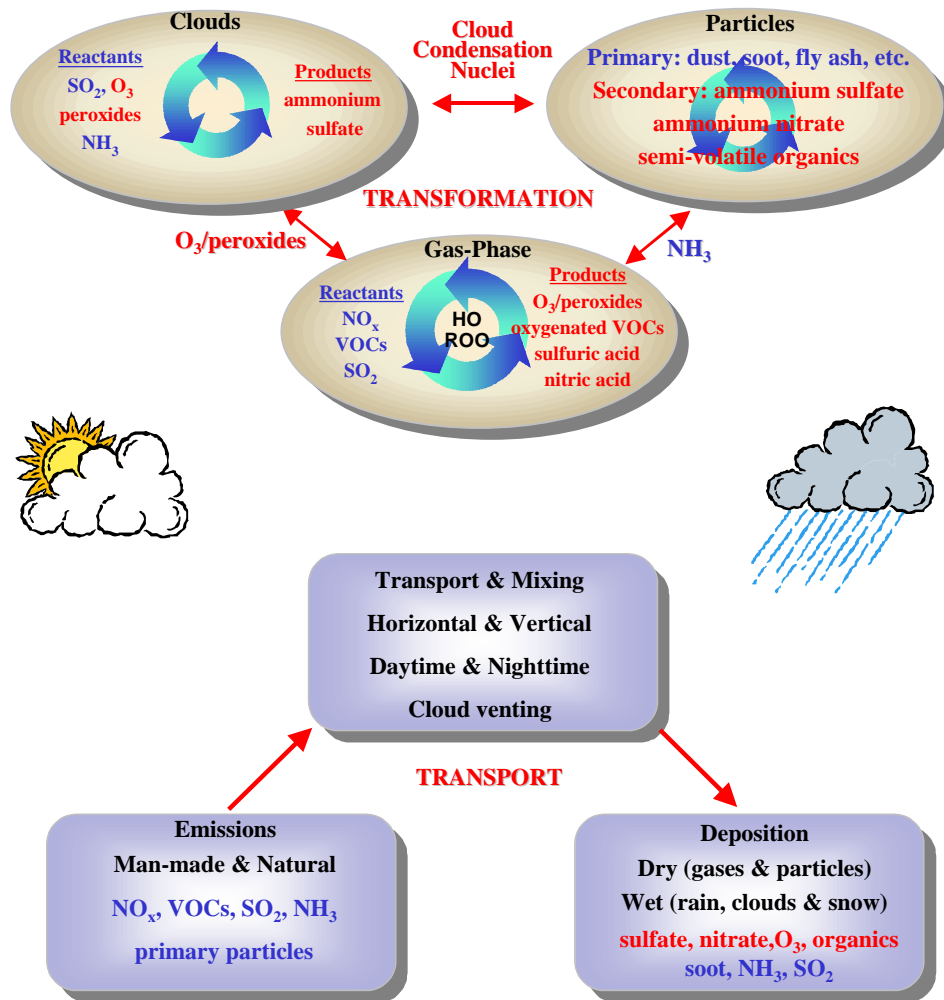 Clouds
Reactants
SO₂, O₃
peroxides
NH₃
Products
ammonium
sulfate
Cloud
Condensation
Nuclei
Particles
Primary: dust, soot, fly ash, etc.
Secondary: ammonium sulfate
ammonium nitrate
semi-volatile organics
TRANSFORMATION
O₃/peroxides
NH₃
Gas-Phase
Reactants
NOₓ
VOCs
SO₂
HO
ROO
Products
O₃/peroxides
oxygenated VOCs
sulfuric acid
nitric acid
Transport & Mixing
Horizontal & Vertical
Daytime & Nighttime
Cloud venting
TRANSPORT
Emissions
Man-made & Natural
NOₓ, VOCs, SO₂, NH₃
primary particles
Deposition
Dry (gases & particles)
Wet (rain, clouds & snow)
sulfate, nitrate,O₃, organics
soot, NH₃, SO₂